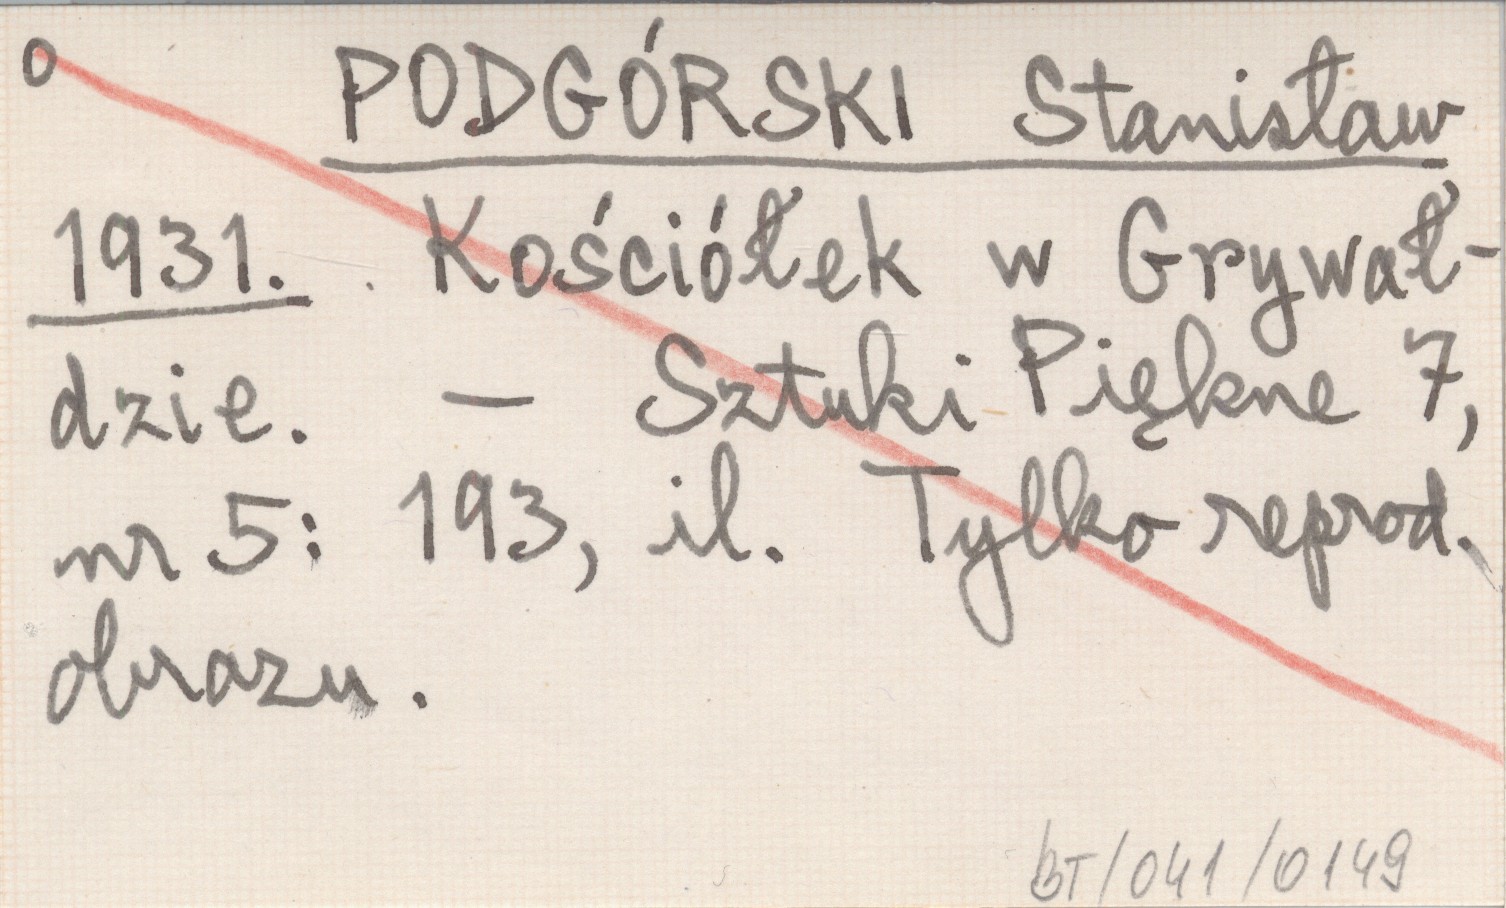 o PODGÓRSKI Stanisław
1931. Kościółek w Grywał-
dzie. — Sztuki Piękne 7,
nr 5: 193, il. Tylko reprod.
obrazu.
BT/041/0149